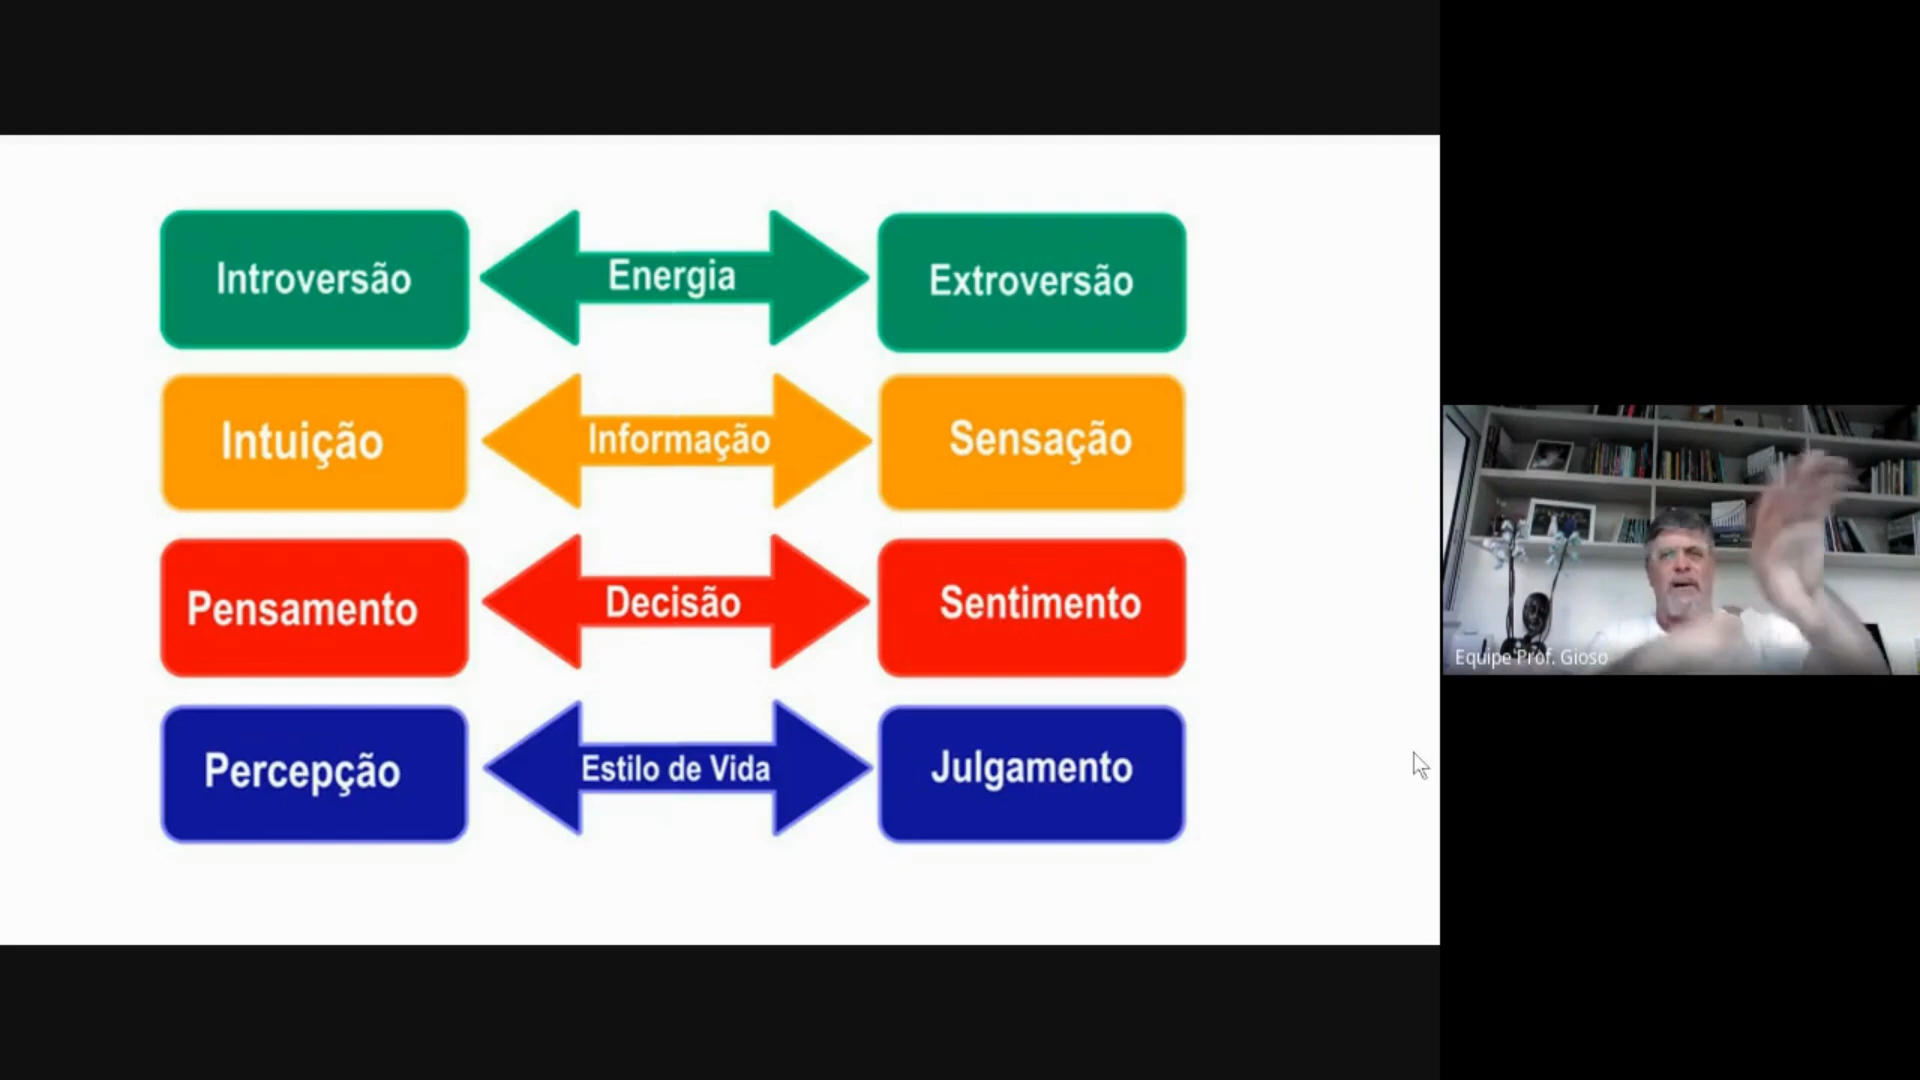 Introversão
Energia
Extroversão
Intuição
Informação
Sensação
Pensamento
Decisão
Sentimento
Percepção
Estilo de Vida
Julgamento
Equipe Prof. Gioso